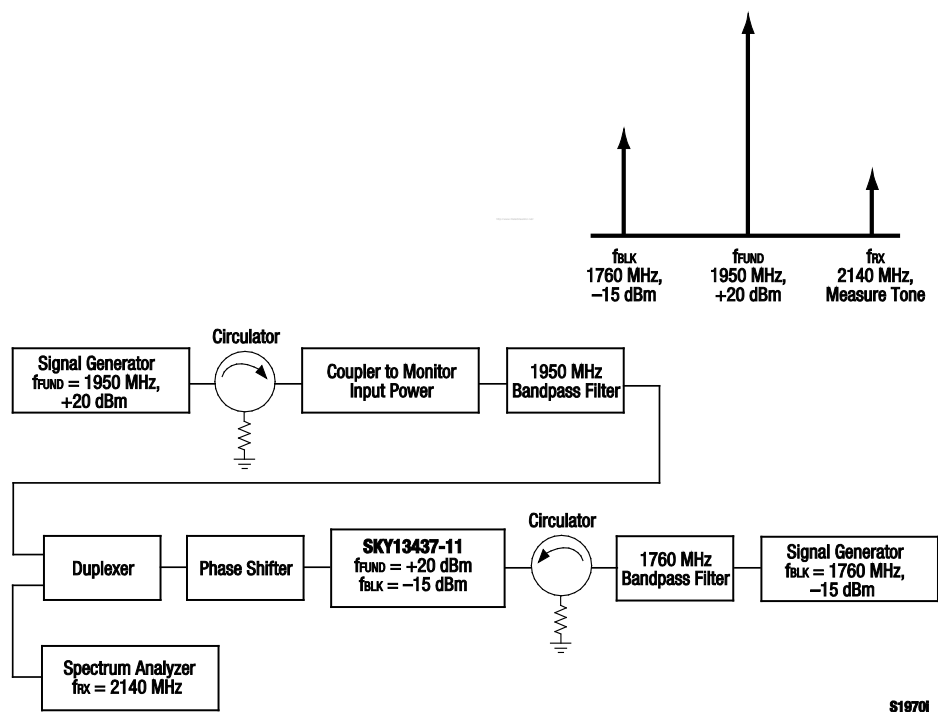 fBLK
1760 MHz,
–15 dBm
fFUND
1950 MHz,
+20 dBm
fRX
2140 MHz,
Measure Tone
Signal Generator
fFUND = 1950 MHz,
+20 dBm
Circulator
Coupler to Monitor
Input Power
1950 MHz
Bandpass Filter
Duplexer
Phase Shifter
SKY13437-11
fFUND = +20 dBm
fBLK = –15 dBm
Circulator
1760 MHz
Bandpass Filter
Signal Generator
fBLK = 1760 MHz,
–15 dBm
Spectrum Analyzer
fRX = 2140 MHz
S1970l